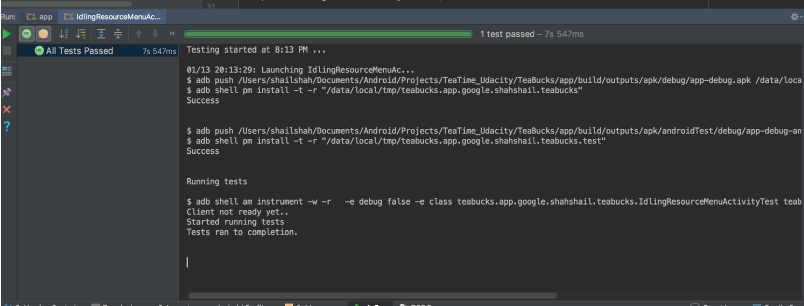 31
Run: app IdlingResourceMenuAc...
1 test passed – 7s 547ms
All Tests Passed 7s 547ms
Testing started at 8:13 PM ...
01/13 20:13:29: Launching IdlingResourceMenuAc...
$ adb push /Users/shailshah/Documents/Android/Projects/TeaTime_Udacity/TeaBucks/app/build/outputs/apk/debug/app-debug.apk /data/loca
$ adb shell pm install -t -r "/data/local/tmp/teabucks.app.google.shahshail.teabucks"
Success
$ adb push /Users/shailshah/Documents/Android/Projects/TeaTime_Udacity/TeaBucks/app/build/outputs/apk/androidTest/debug/app-debug-an
$ adb shell pm install -t -r "/data/local/tmp/teabucks.app.google.shahshail.teabucks.test"
Success
Running tests
$ adb shell am instrument -w -r -e debug false -e class teabucks.app.google.shahshail.teabucks.IdlingResourceMenuActivityTest teab
Client not ready yet..
Started running tests
Tests ran to completion.